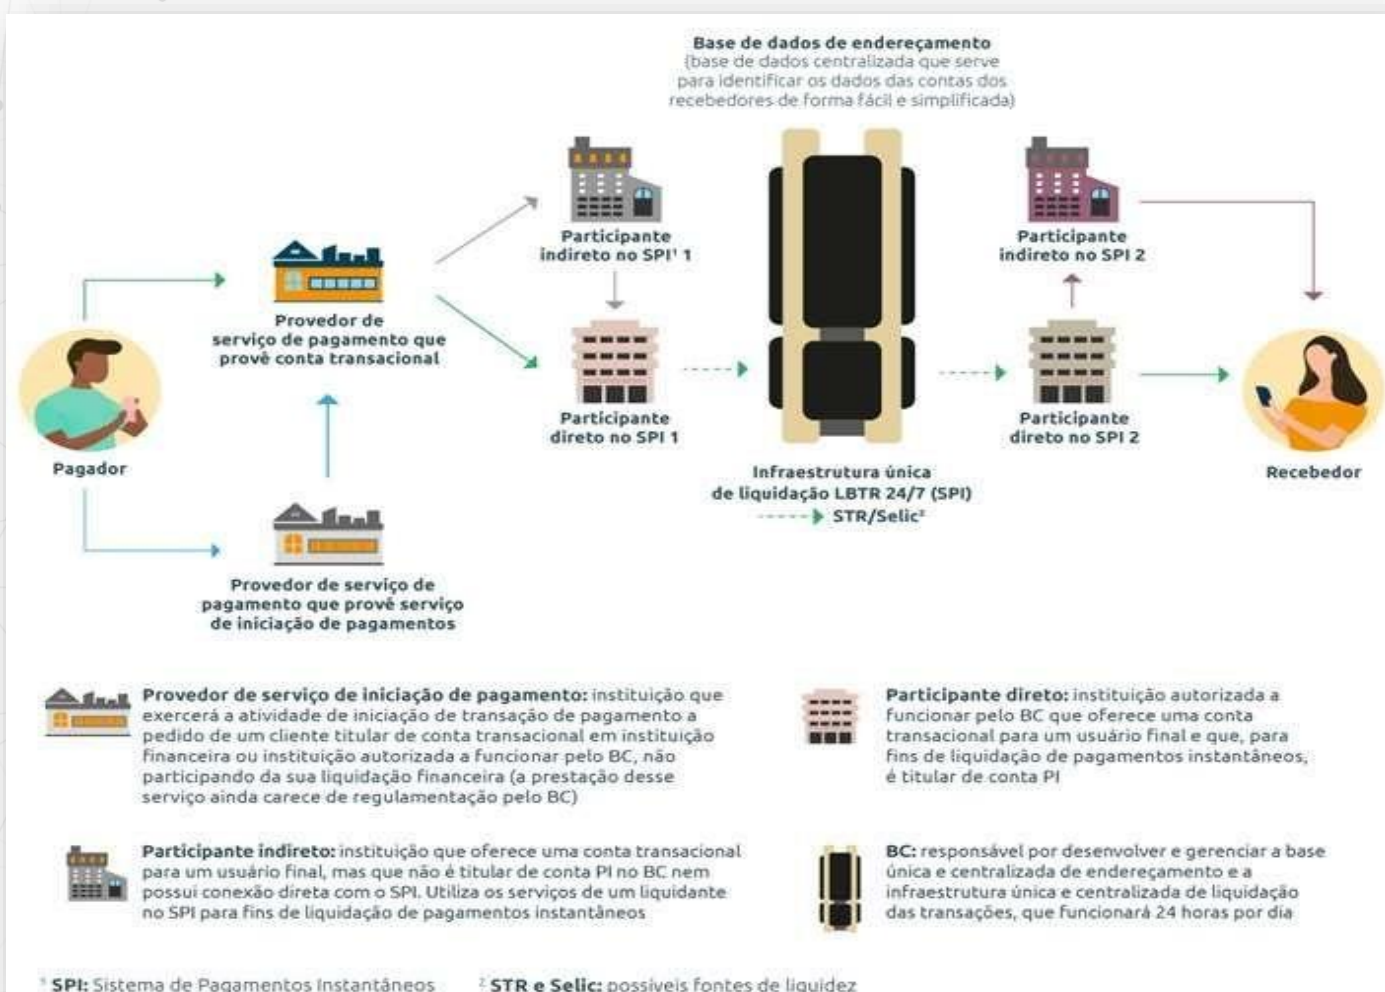 Base de dados de endereçamento
(base de dados centralizada que serve
para identificar os dados das contas dos
recebedores de forma fácil e simplificada)
Participante
indireto no SPI¹ 1
Participante
indireto no SPI 2
Provedor de
serviço de pagamento que
provê conta transacional
Participante
direto no SPI 1
Participante
direto no SPI 2
Pagador
Recebedor
Infraestrutura única
de liquidação LBTR 24/7 (SPI)
STR/Selic²
Provedor de serviço de
pagamento que provê serviço
de iniciação de pagamentos
Provedor de serviço de iniciação de pagamento: instituição que
exercerá a atividade de iniciação de transação de pagamento a
pedido de um cliente titular de conta transacional em instituição
financeira ou instituição autorizada a funcionar pelo BC, não
participando da sua liquidação financeira (a prestação desse
serviço ainda carece de regulamentação pelo BC)
Participante direto: instituição autorizada a
funcionar pelo BC que oferece uma conta
transacional para um usuário final e que, para
fins de liquidação de pagamentos instantâneos,
é titular de conta PI
Participante indireto: instituição que oferece uma conta transacional
para um usuário final, mas que não é titular de conta PI no BC nem
possui conexão direta com o SPI. Utiliza os serviços de um liquidante
no SPI para fins de liquidação de pagamentos instantâneos
BC: responsável por desenvolver e gerenciar a base
única e centralizada de endereçamento e a
infraestrutura única e centralizada de liquidação
das transações, que funcionará 24 horas por dia
¹ SPI: Sistema de Pagamentos Instantâneos
² STR e Selic: possíveis fontes de liquidez